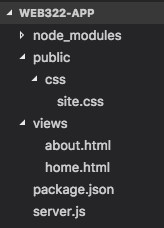 WEB322-APP
node_modules
public
css
site.css
views
about.html
home.html
package.json
server.js